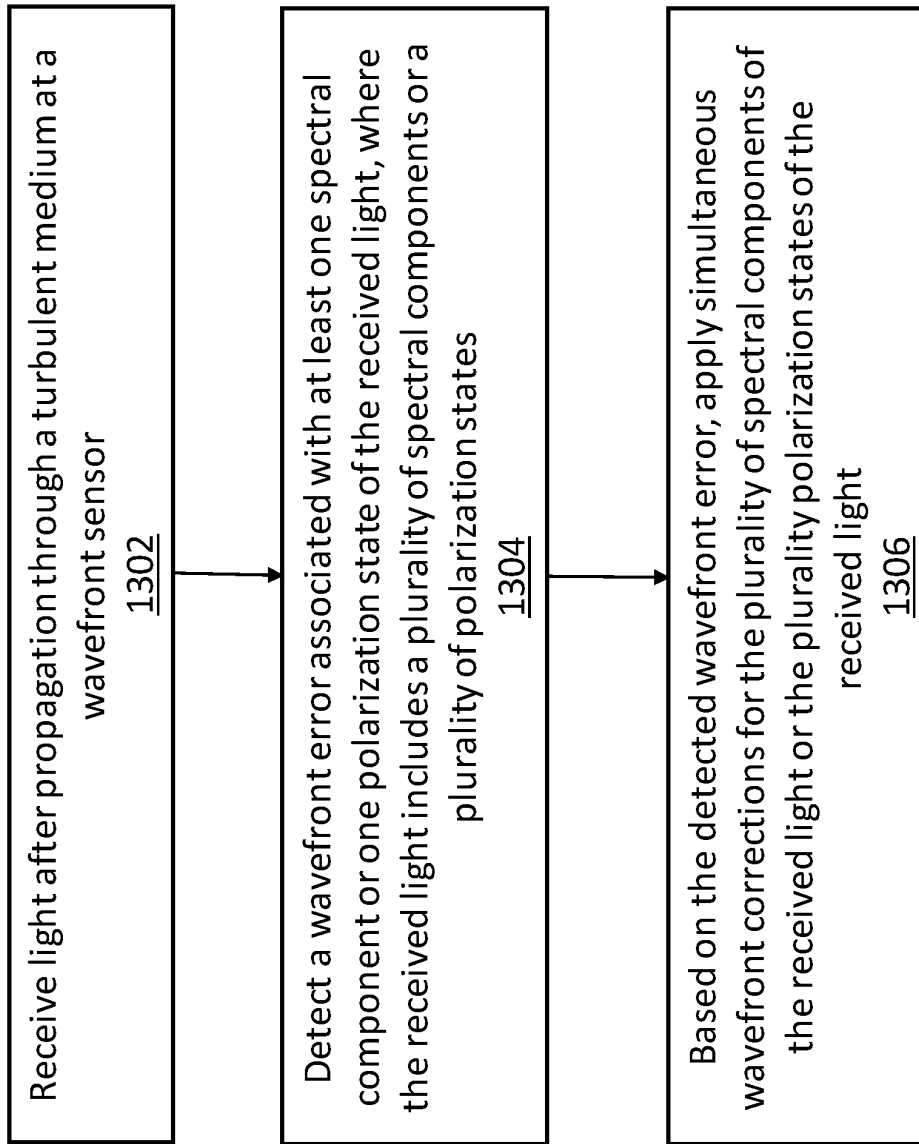 Receive light after propagation through a turbulent medium at a
wavefront sensor
1302
Detect a wavefront error associated with at least one spectral
component or one polarization state of the received light, where
the received light includes a plurality of spectral components or a
plurality of polarization states
1304
Based on the detected wavefront error, apply simultaneous
wavefront corrections for the plurality of spectral components of
the received light or the plurality polarization states of the
received light
1306